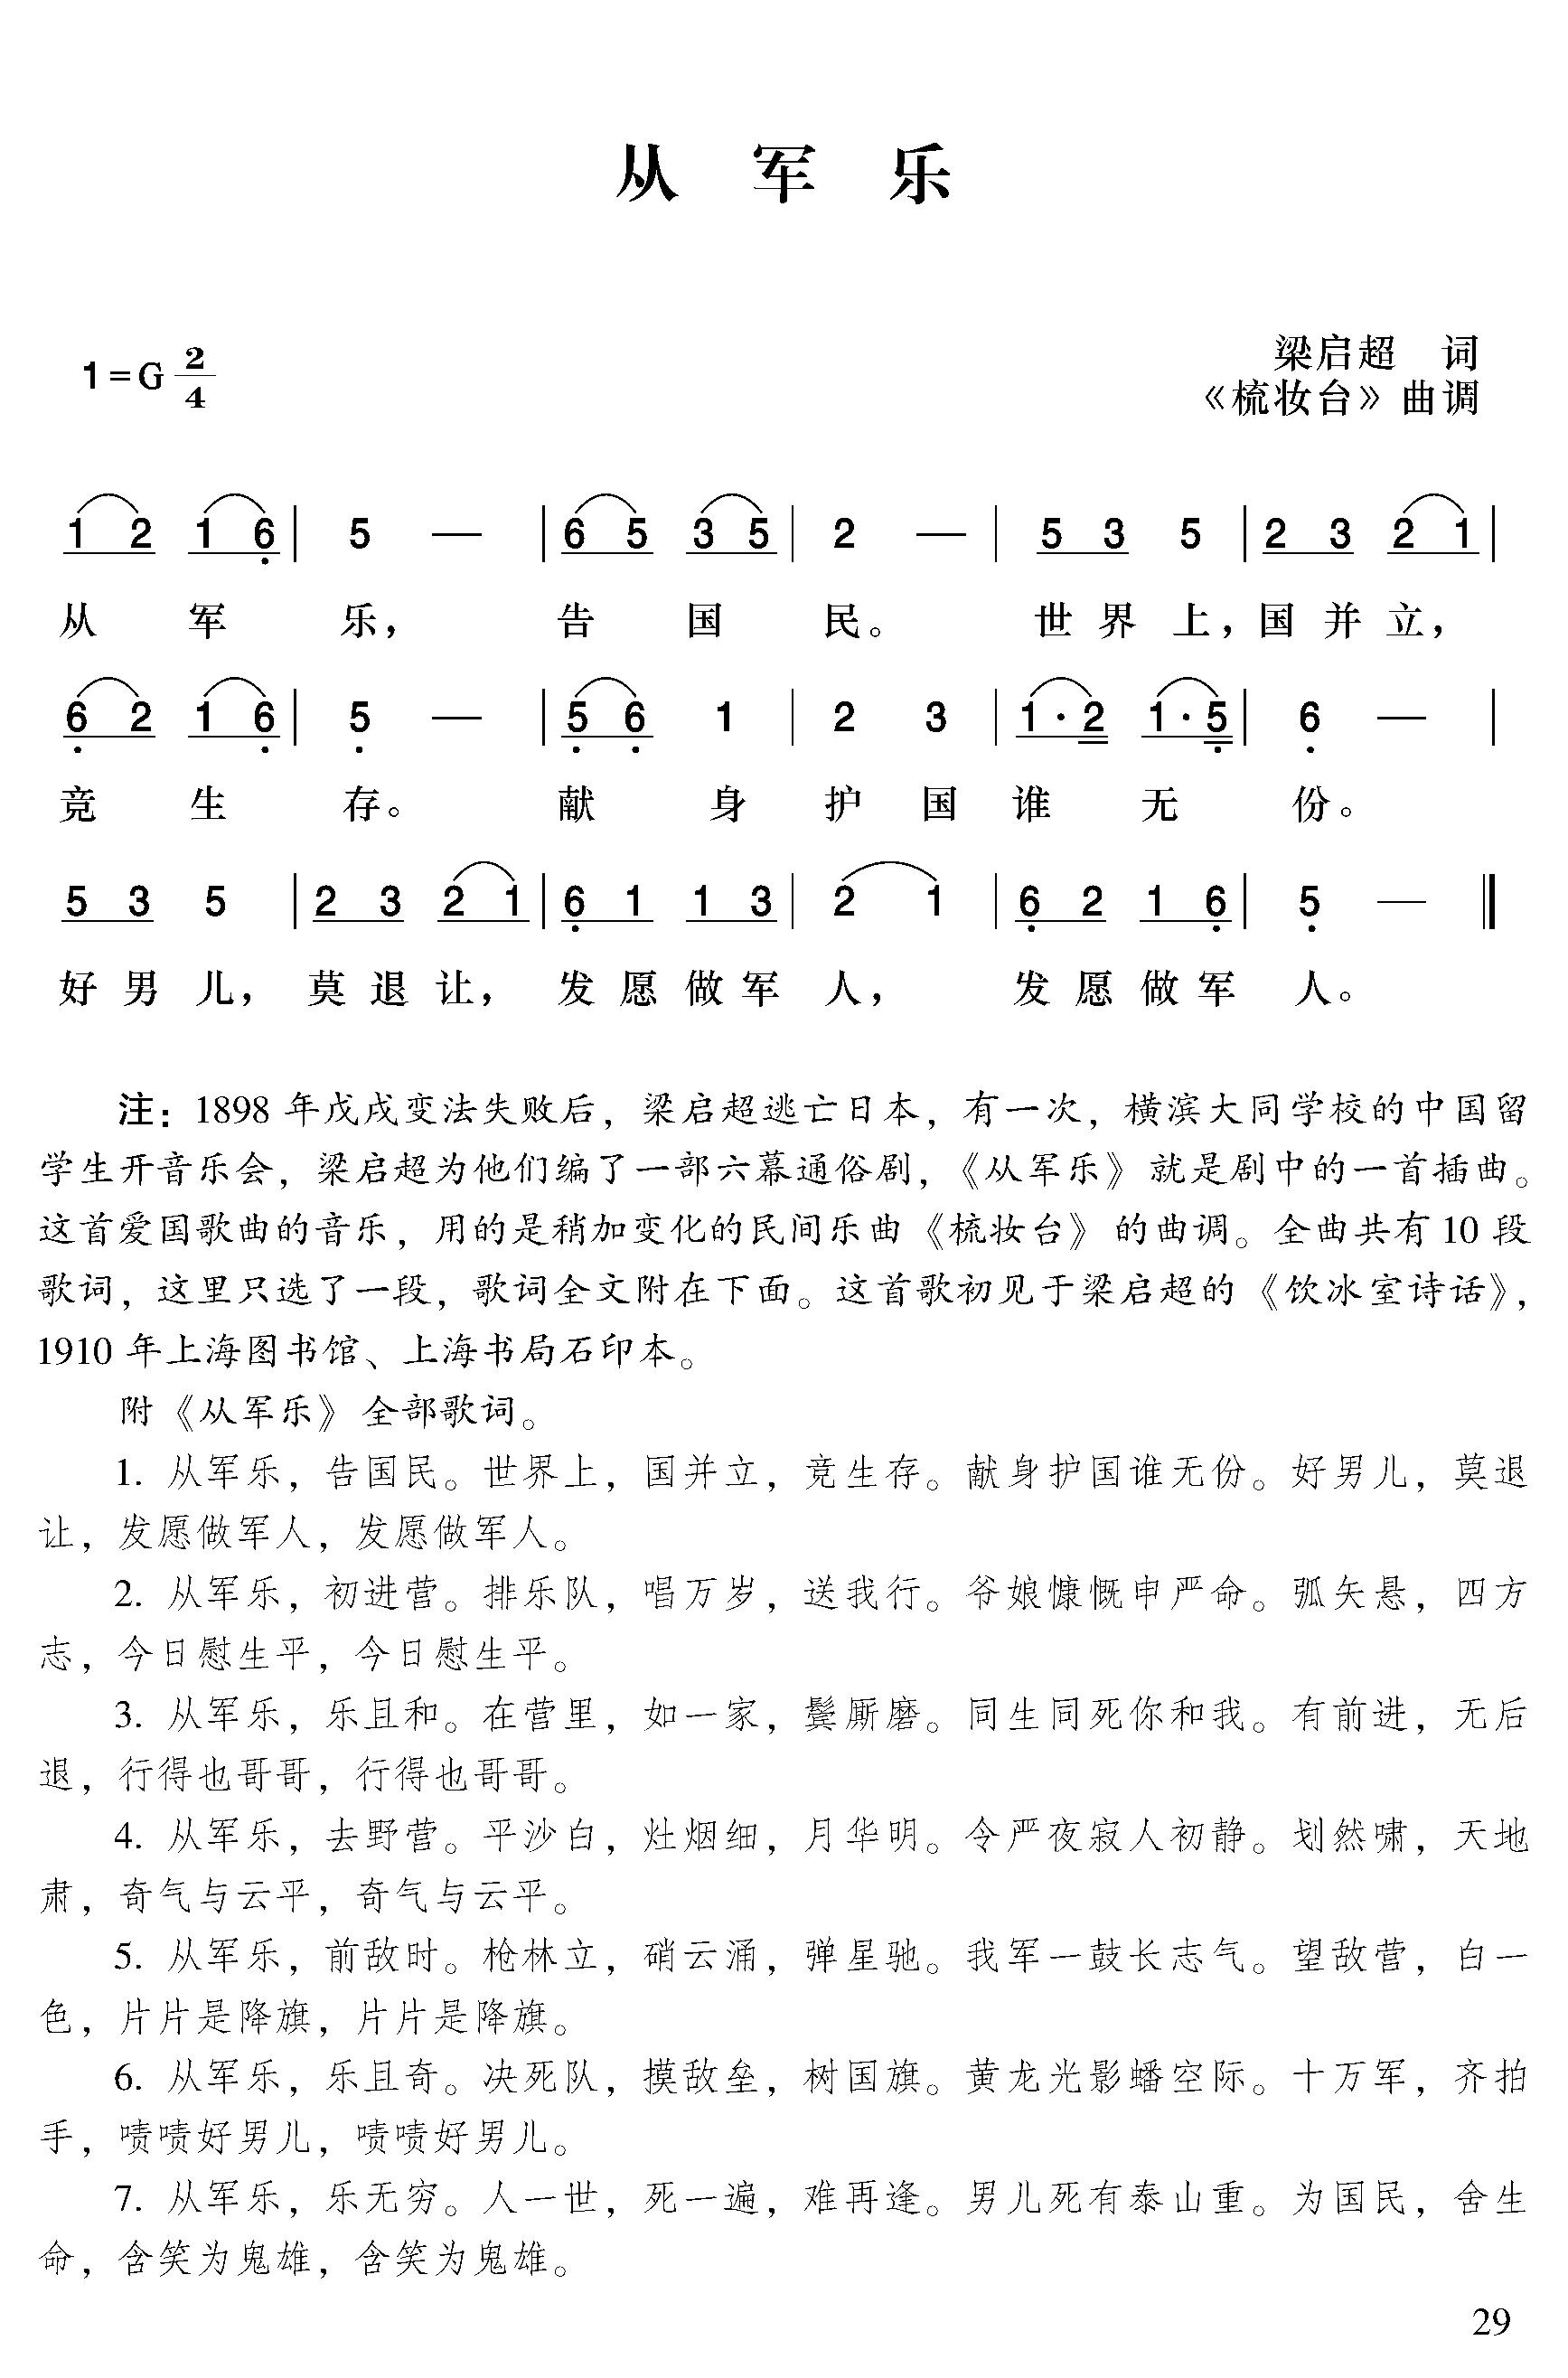 从 军 乐
1=G 2/4
梁启超 词
《梳妆台》曲调
1 2 1 6 | 5 — | 6 5 3 5 | 2 — | 5 3 5 | 2 3 2 1 |
从 军 乐， 告 国 民。 世 界 上，国 并 立，
6 2 1 6 | 5 — | 5 6 1 | 2 3 | 1·2 1·5 | 6 — |
竞 生 存。 献 身 护 国 谁 无 份。
5 3 5 | 2 3 2 1 | 6 1 1 3 | 2 1 | 6 2 1 6 | 5 — ‖
好 男 儿， 莫 退 让， 发 愿 做 军 人， 发 愿 做 军 人。
注：1898 年戊戌变法失败后，梁启超逃亡日本，有一次，横滨大同学校的中国留
学生开音乐会，梁启超为他们编了一部六幕通俗剧，《从军乐》就是剧中的一首插曲。
这首爱国歌曲的音乐，用的是稍加变化的民间乐曲《梳妆台》的曲调。全曲共有 10 段
歌词，这里只选了一段，歌词全文附在下面。这首歌初见于梁启超的《饮冰室诗话》，
1910 年上海图书馆、上海书局石印本。
附《从军乐》全部歌词。
1. 从军乐，告国民。世界上，国并立，竞生存。献身护国谁无份。好男儿，莫退
让，发愿做军人，发愿做军人。
2. 从军乐，初进营。排乐队，唱万岁，送我行。爷娘慷慨申严命。弧矢悬，四方
志，今日慰生平，今日慰生平。
3. 从军乐，乐且和。在营里，如一家，鬓厮磨。同生同死你和我。有前进，无后
退，行得也哥哥，行得也哥哥。
4. 从军乐，去野营。平沙白，灶烟细，月华明。令严夜寂人初静。划然啸，天地
肃，奇气与云平，奇气与云平。
5. 从军乐，前敌时。枪林立，硝云涌，弹星驰。我军一鼓长志气。望敌营，白一
色，片片是降旗，片片是降旗。
6. 从军乐，乐且奇。决死队，摸敌垒，树国旗。黄龙光影蟠空际。十万军，齐拍
手，啧啧好男儿，啧啧好男儿。
7. 从军乐，乐无穷。人一世，死一遍，难再逢。男儿死有泰山重。为国民，舍生
命，含笑为鬼雄，含笑为鬼雄。
29